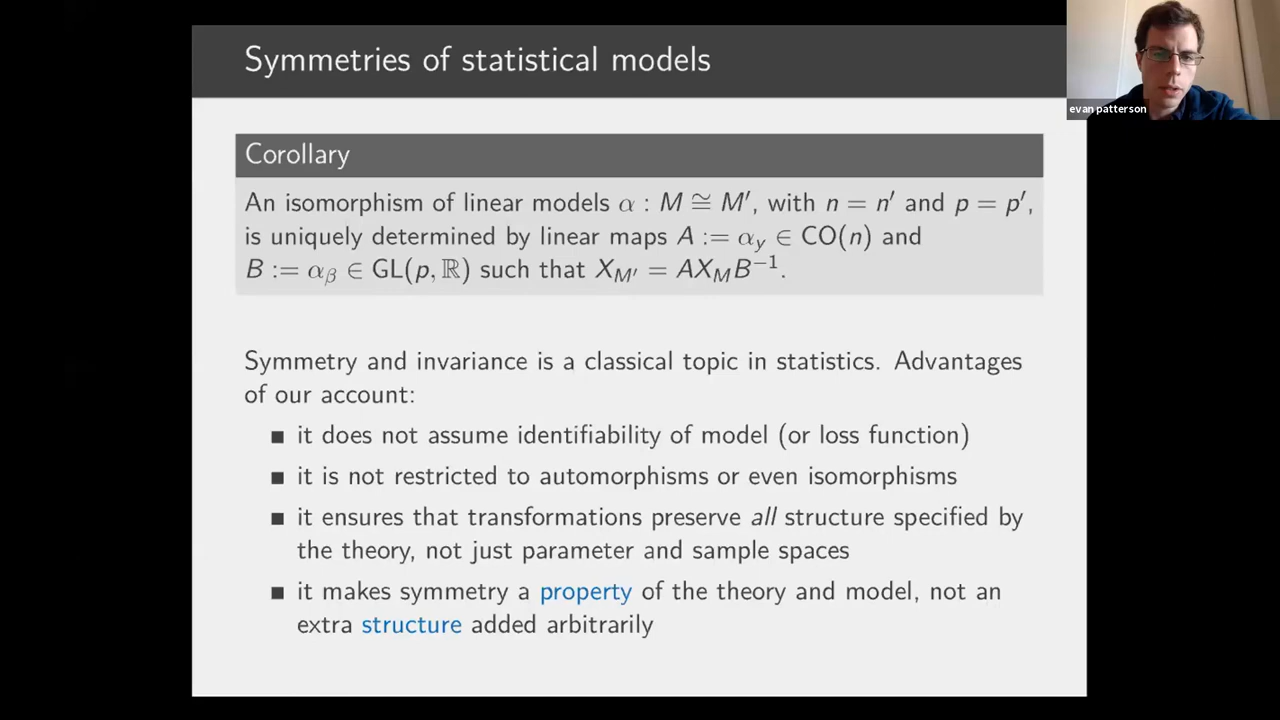 Symmetries of statistical models
evan patterson
Corollary
An isomorphism of linear models α : M ≅ M′, with n = n′ and p = p′,
is uniquely determined by linear maps A := α_y ∈ CO(n) and
B := α_β ∈ GL(p, ℝ) such that X_{M′} = AX_M B⁻¹.
Symmetry and invariance is a classical topic in statistics. Advantages
of our account:
■ it does not assume identifiability of model (or loss function)
■ it is not restricted to automorphisms or even isomorphisms
■ it ensures that transformations preserve all structure specified by
the theory, not just parameter and sample spaces
■ it makes symmetry a property of the theory and model, not an
extra structure added arbitrarily